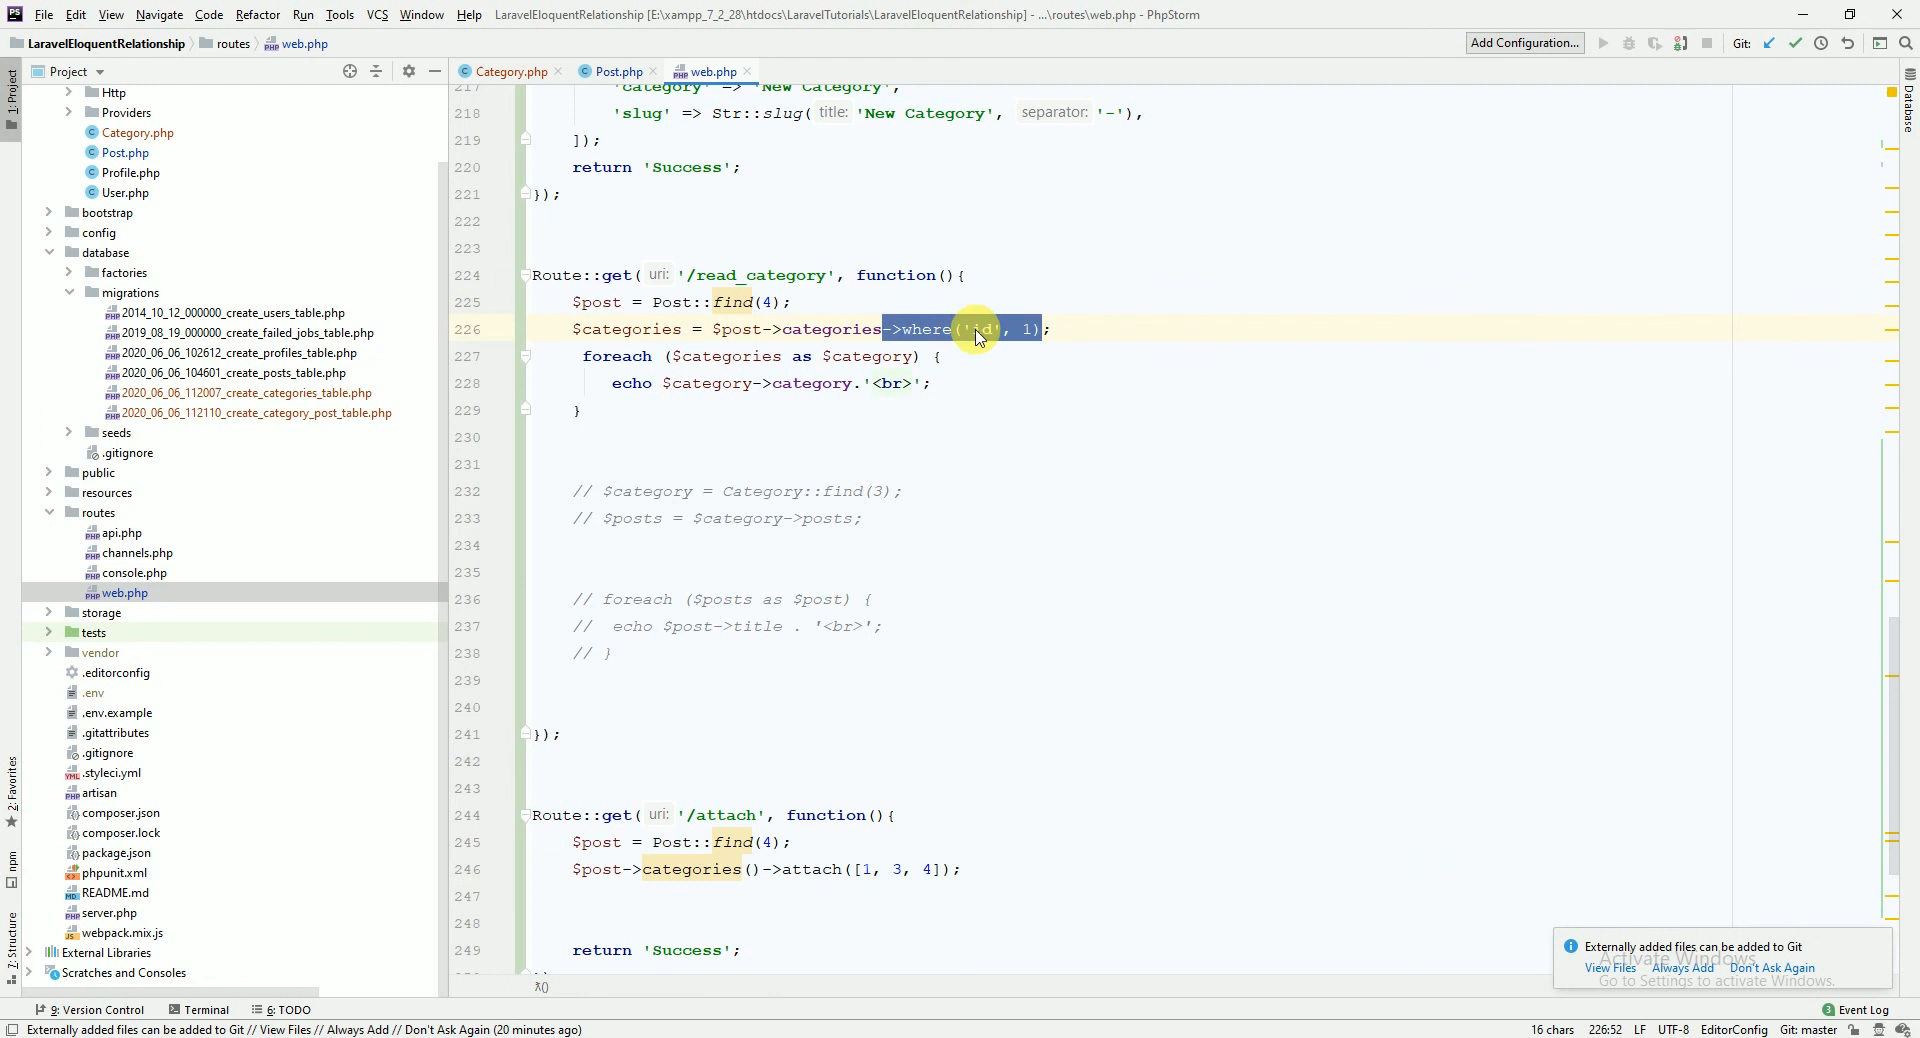 File Edit View Navigate Code Refactor Run Tools VCS Window Help LaravelEloquentRelationship [E:\xampp_7_2_28\htdocs\LaravelTutorials\LaravelEloquentRelationship] - ...\routes\web.php - PhpStorm
LaravelEloquentRelationship routes web.php Add Configuration... Git:
Project Category.php Post.php web.php
1: Project
Database
2: Favorites
npm
7: Structure
Http
Providers
Category.php
Post.php
Profile.php
User.php
bootstrap
config
database
factories
migrations
2014_10_12_000000_create_users_table.php
2019_08_19_000000_create_failed_jobs_table.php
2020_06_06_102612_create_profiles_table.php
2020_06_06_104601_create_posts_table.php
2020_06_06_112007_create_categories_table.php
2020_06_06_112110_create_category_post_table.php
seeds
.gitignore
public
resources
routes
api.php
channels.php
console.php
web.php
storage
tests
vendor
.editorconfig
.env
.env.example
.gitattributes
.gitignore
.styleci.yml
artisan
composer.json
composer.lock
package.json
phpunit.xml
README.md
server.php
webpack.mix.js
External Libraries
Scratches and Consoles
217 'category' => 'New Category',
218 'slug' => Str::slug( title: 'New Category', separator: '-'),
219 ]);
220 return 'Success';
221 });
222
223
224 Route::get( uri: '/read_category', function(){
225 $post = Post::find(4);
226 $categories = $post->categories->where('id', 1);
227 foreach ($categories as $category) {
228 echo $category->category.'<br>';
229 }
230
231
232 // $category = Category::find(3);
233 // $posts = $category->posts;
234
235
236 // foreach ($posts as $post) {
237 // echo $post->title . '<br>';
238 // }
239
240
241 });
242
243
244 Route::get( uri: '/attach', function(){
245 $post = Post::find(4);
246 $post->categories()->attach([1, 3, 4]);
247
248
249 return 'Success';
λ()
Externally added files can be added to Git
View Files Always Add Don't Ask Again
Activate Windows
Go to Settings to activate Windows.
9: Version Control Terminal 6: TODO 3 Event Log
Externally added files can be added to Git // View Files // Always Add // Don't Ask Again (20 minutes ago) 16 chars 226:52 LF UTF-8 EditorConfig Git: master